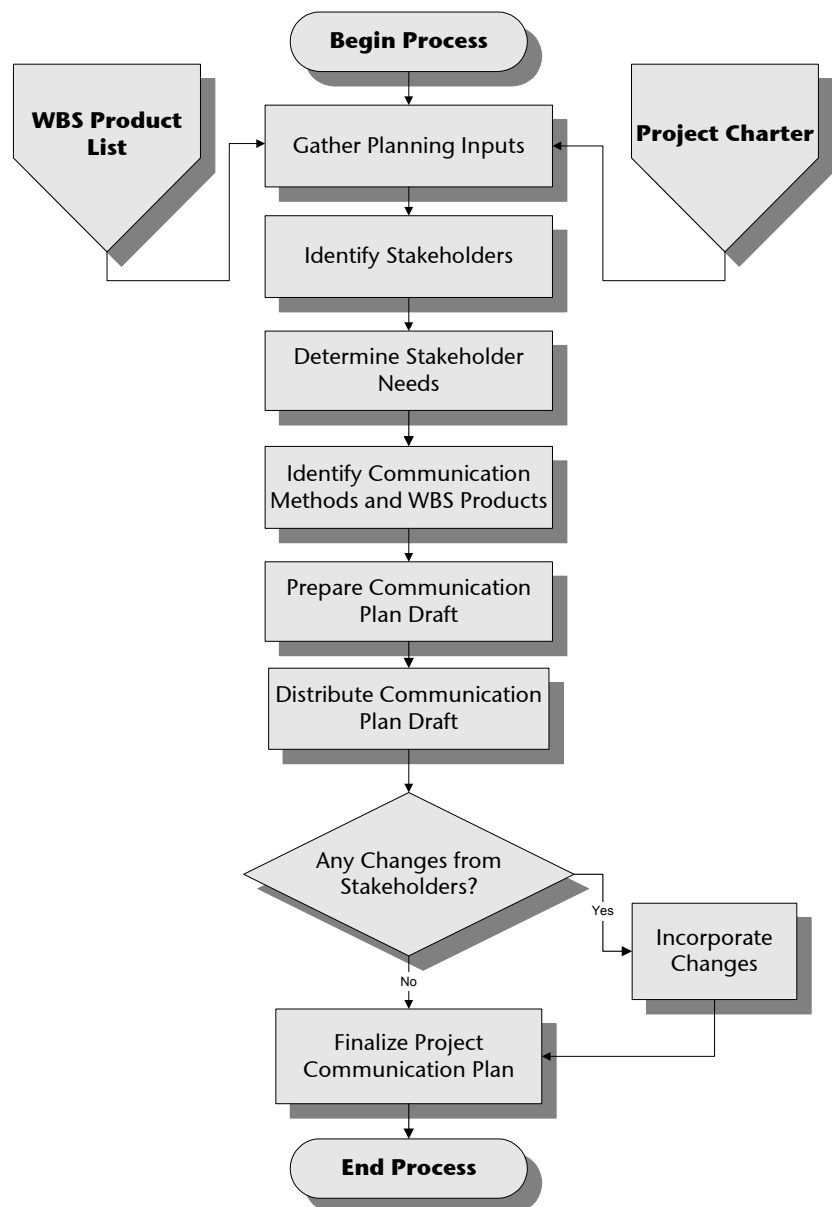 Begin Process
WBS Product
List
Gather Planning Inputs
Project Charter
Identify Stakeholders
Determine Stakeholder
Needs
Identify Communication
Methods and WBS Products
Prepare Communication
Plan Draft
Distribute Communication
Plan Draft
Any Changes from
Stakeholders?
Yes
Incorporate
Changes
No
Finalize Project
Communication Plan
End Process